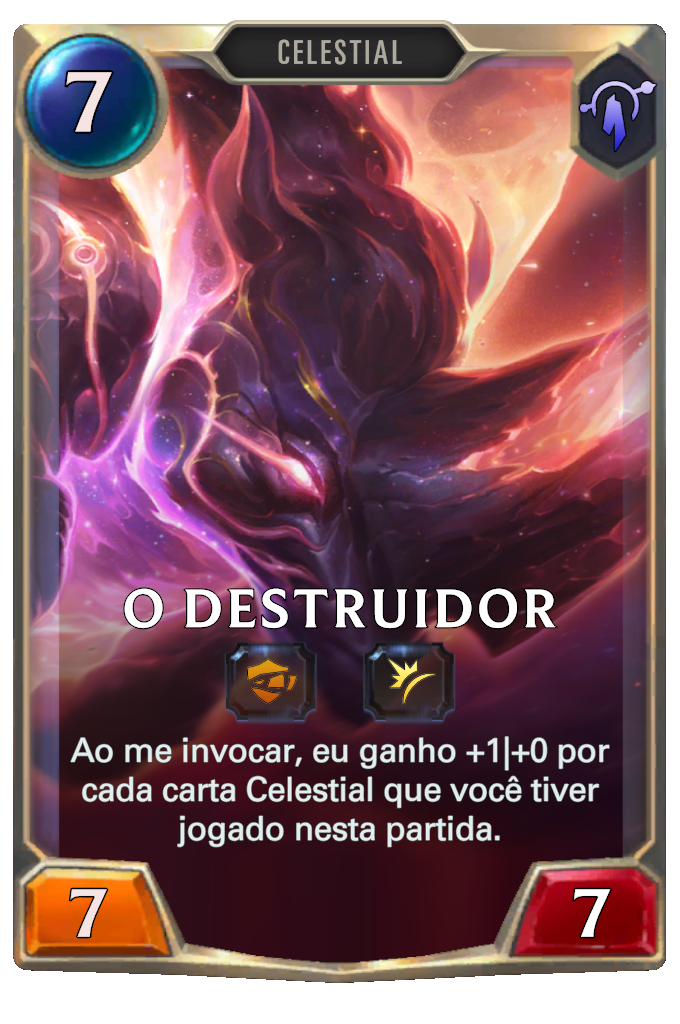 CELESTIAL
7
O DESTRUIDOR
Ao me invocar, eu ganho +1|+0 por
cada carta Celestial que você tiver
jogado nesta partida.
7
7